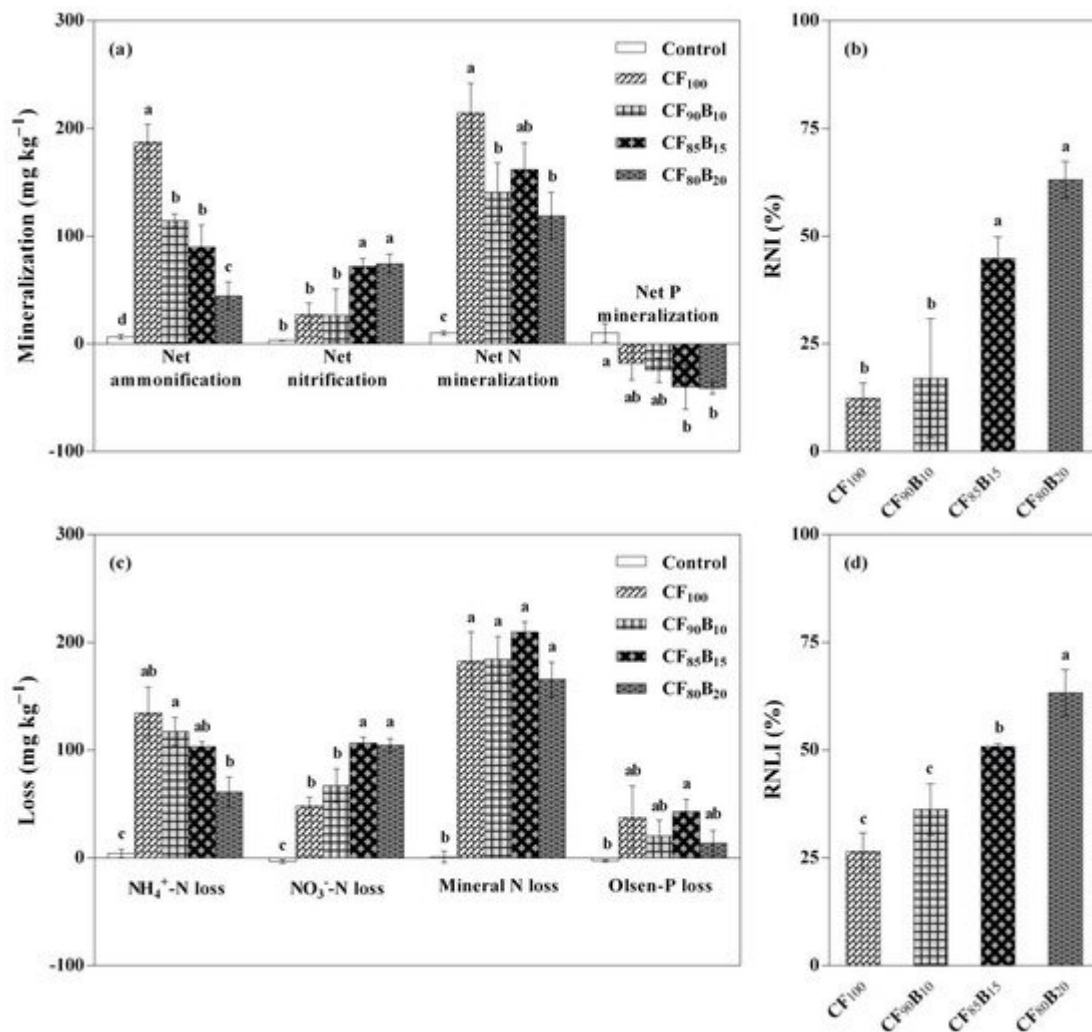 300
200
100
0
-100
Mineralization (mg kg⁻¹)
(a)
Control
CF₁₀₀
CF₉₀B₁₀
CF₈₅B₁₅
CF₈₀B₂₀
d a b b c
b b b a a
c a b ab b
a ab ab b b
Net
ammonification
Net
nitrification
Net N
mineralization
Net P
mineralization
100
75
50
25
0
RNI (%)
(b)
b b a a
CF₁₀₀
CF₉₀B₁₀
CF₈₅B₁₅
CF₈₀B₂₀
300
200
100
0
-100
Loss (mg kg⁻¹)
(c)
Control
CF₁₀₀
CF₉₀B₁₀
CF₈₅B₁₅
CF₈₀B₂₀
c ab a ab b
c b b a a
b a a a a
b ab ab a ab
NH₄⁺-N loss
NO₃⁻-N loss
Mineral N loss
Olsen-P loss
100
75
50
25
0
RNLI (%)
(d)
c c b a
CF₁₀₀
CF₉₀B₁₀
CF₈₅B₁₅
CF₈₀B₂₀